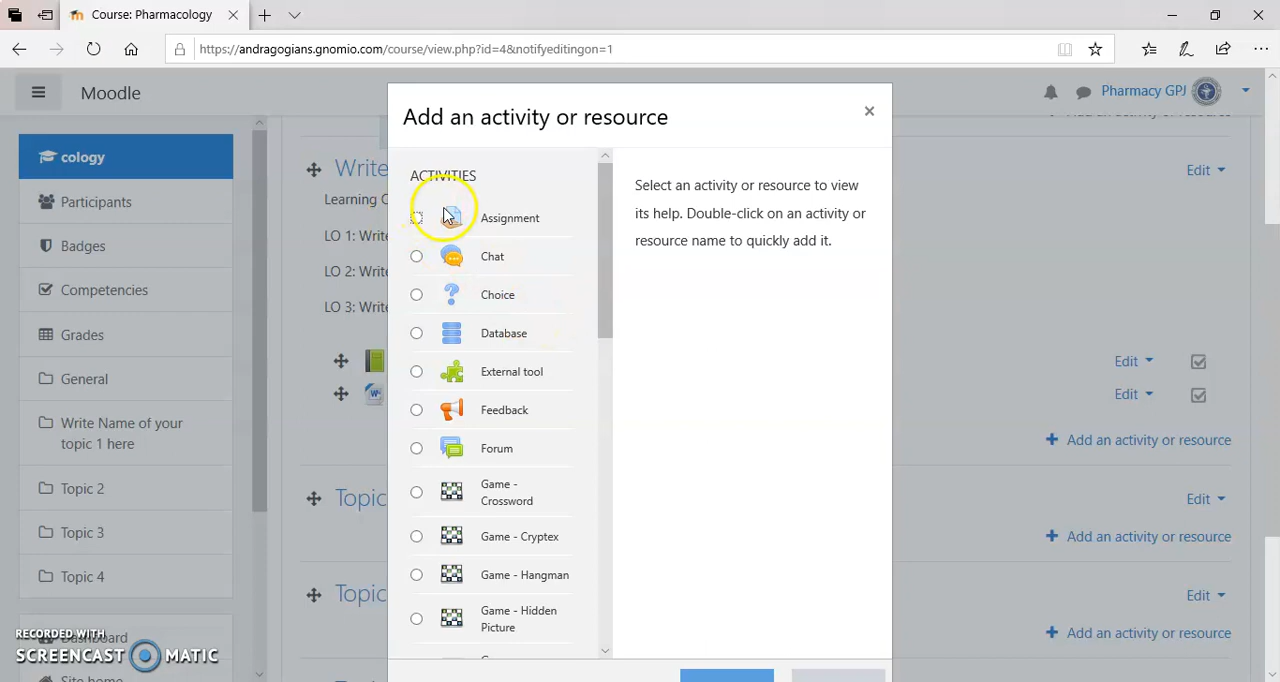 Course: Pharmacology
https://andragogians.gnomio.com/course/view.php?id=4&notifyeditingon=1
Moodle
Pharmacy GPJ
cology
Participants
Badges
Competencies
Grades
General
Write Name of your
topic 1 here
Topic 2
Topic 3
Topic 4
Dashboard
Site home
Write
Edit
Learning O
LO 1: Write
LO 2: Write
LO 3: Write
Edit
Edit
Add an activity or resource
Topic
Edit
Add an activity or resource
Topic
Edit
Add an activity or resource
Add an activity or resource
ACTIVITIES
Assignment
Chat
Choice
Database
External tool
Feedback
Forum
Game -
Crossword
Game - Cryptex
Game - Hangman
Game - Hidden
Picture
Select an activity or resource to view
its help. Double-click on an activity or
resource name to quickly add it.
RECORDED WITH
SCREENCAST MATIC